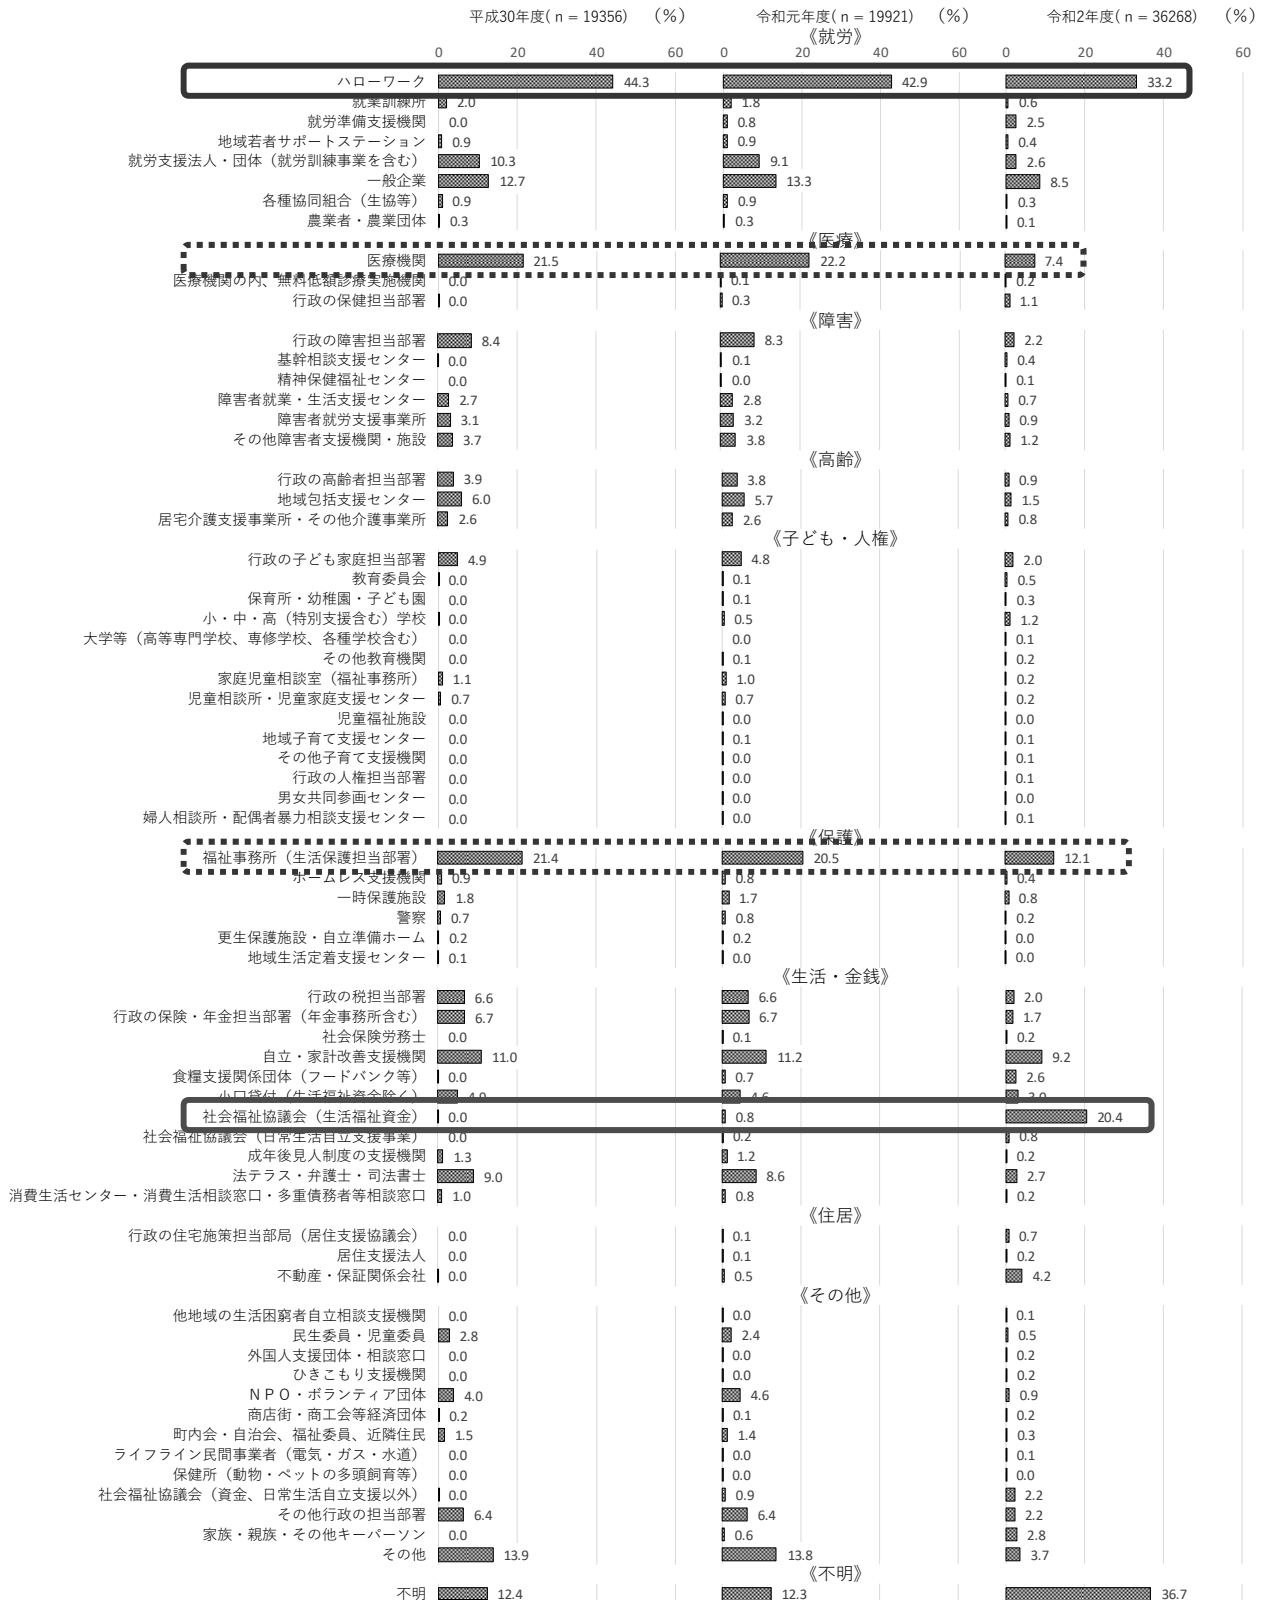 平成30年度( n = 19356) （%） 令和元年度( n = 19921) （%） 令和2年度( n = 36268) （%）
《就労》
0 20 40 60 0 20 40 60 0 20 40 60
ハローワーク 44.3 42.9 33.2
就業訓練所 2.0 1.8 0.6
就労準備支援機関 0.0 0.8 2.5
地域若者サポートステーション 0.9 0.9 0.4
就労支援法人・団体（就労訓練事業を含む） 10.3 9.1 2.6
一般企業 12.7 13.3 8.5
各種協同組合（生協等） 0.9 0.9 0.3
農業者・農業団体 0.3 0.3 0.1
《医療》
医療機関 21.5 22.2 7.4
医療機関の内、無料低額診療実施機関 0.0 0.1 0.2
行政の保健担当部署 0.0 0.3 1.1
《障害》
行政の障害担当部署 8.4 8.3 2.2
基幹相談支援センター 0.0 0.1 0.4
精神保健福祉センター 0.0 0.0 0.1
障害者就業・生活支援センター 2.7 2.8 0.7
障害者就労支援事業所 3.1 3.2 0.9
その他障害者支援機関・施設 3.7 3.8 1.2
《高齢》
行政の高齢者担当部署 3.9 3.8 0.9
地域包括支援センター 6.0 5.7 1.5
居宅介護支援事業所・その他介護事業所 2.6 2.6 0.8
《子ども・人権》
行政の子ども家庭担当部署 4.9 4.8 2.0
教育委員会 0.0 0.1 0.5
保育所・幼稚園・子ども園 0.0 0.1 0.3
小・中・高（特別支援含む）学校 0.0 0.5 1.2
大学等（高等専門学校、専修学校、各種学校含む） 0.0 0.0 0.1
その他教育機関 0.0 0.1 0.2
家庭児童相談室（福祉事務所） 1.1 1.0 0.2
児童相談所・児童家庭支援センター 0.7 0.7 0.2
児童福祉施設 0.0 0.0 0.0
地域子育て支援センター 0.0 0.1 0.1
その他子育て支援機関 0.0 0.0 0.1
行政の人権担当部署 0.0 0.0 0.1
男女共同参画センター 0.0 0.0 0.0
婦人相談所・配偶者暴力相談支援センター 0.0 0.0 0.1
《保護》
福祉事務所（生活保護担当部署） 21.4 20.5 12.1
ホームレス支援機関 0.9 0.8 0.4
一時保護施設 1.8 1.7 0.8
警察 0.7 0.8 0.2
更生保護施設・自立準備ホーム 0.2 0.2 0.0
地域生活定着支援センター 0.1 0.0 0.0
《生活・金銭》
行政の税担当部署 6.6 6.6 2.0
行政の保険・年金担当部署（年金事務所含む） 6.7 6.7 1.7
社会保険労務士 0.0 0.1 0.2
自立・家計改善支援機関 11.0 11.2 9.2
食糧支援関係団体（フードバンク等） 0.0 0.7 2.6
小口貸付（生活福祉資金除く） 4.9 4.6 3.0
社会福祉協議会（生活福祉資金） 0.0 0.8 20.4
社会福祉協議会（日常生活自立支援事業） 0.0 0.2 0.8
成年後見人制度の支援機関 1.3 1.2 0.2
法テラス・弁護士・司法書士 9.0 8.6 2.7
消費生活センター・消費生活相談窓口・多重債務者等相談窓口 1.0 0.8 0.2
《住居》
行政の住宅施策担当部局（居住支援協議会） 0.0 0.1 0.7
居住支援法人 0.0 0.1 0.2
不動産・保証関係会社 0.0 0.5 4.2
《その他》
他地域の生活困窮者自立相談支援機関 0.0 0.0 0.1
民生委員・児童委員 2.8 2.4 0.5
外国人支援団体・相談窓口 0.0 0.0 0.2
ひきこもり支援機関 0.0 0.0 0.2
ＮＰＯ・ボランティア団体 4.0 4.6 0.9
商店街・商工会等経済団体 0.2 0.1 0.2
町内会・自治会、福祉委員、近隣住民 1.5 1.4 0.3
ライフライン民間事業者（電気・ガス・水道） 0.0 0.0 0.1
保健所（動物・ペットの多頭飼育等） 0.0 0.0 0.0
社会福祉協議会（資金、日常生活自立支援以外） 0.0 0.9 2.2
その他行政の担当部署 6.4 6.4 2.2
家族・親族・その他キーパーソン 0.0 0.6 2.8
その他 13.9 13.8 3.7
《不明》
不明 12.4 12.3 36.7